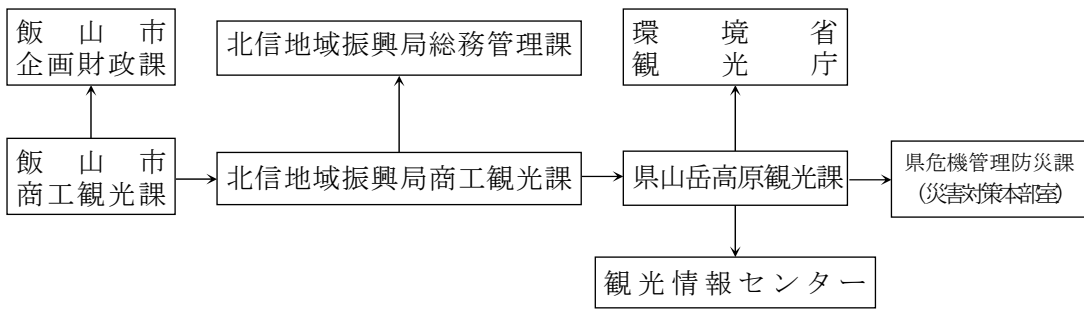 飯山市
企画財政課
北信地域振興局総務管理課
環境省
観光庁
飯山市
商工観光課
北信地域振興局商工観光課
県山岳高原観光課
県危機管理防災課
（災害対策本部室）
観光情報センター